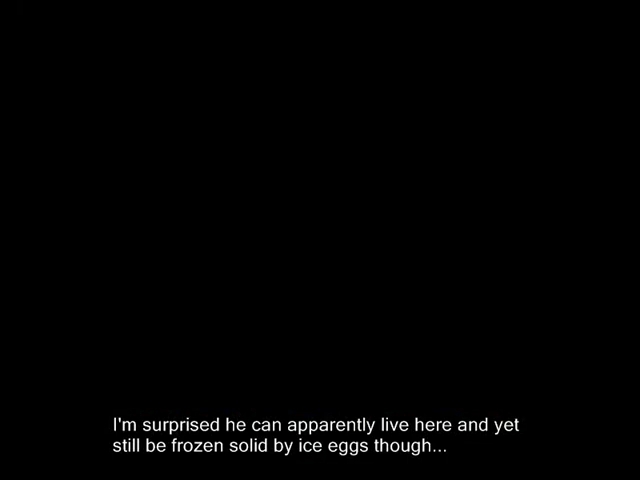 I'm surprised he can apparently live here and yet
still be frozen solid by ice eggs though...